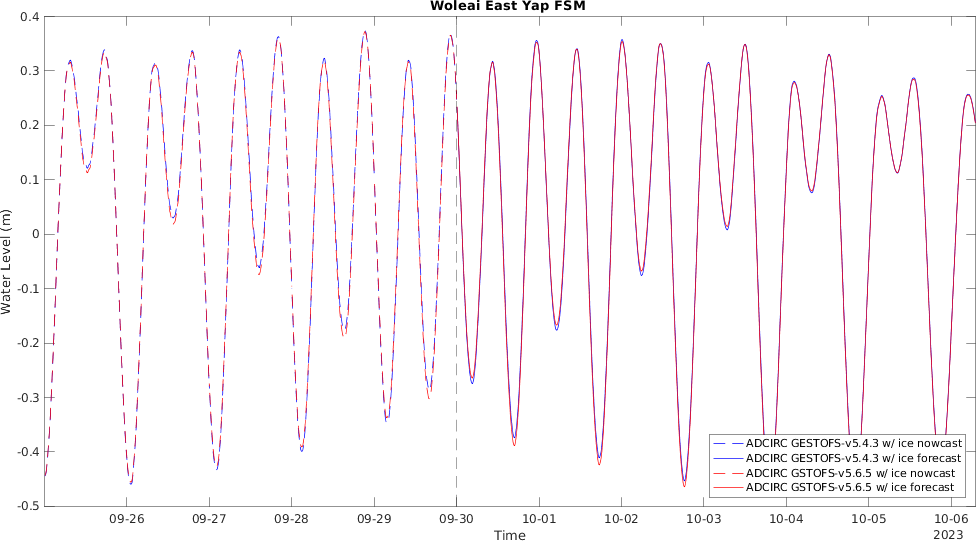 Woleai East Yap FSM
0.4
0.3
0.2
0.1
0
-0.1
-0.2
-0.3
-0.4
-0.5
Water Level (m)
ADCIRC GESTOFS-v5.4.3 w/ ice nowcast
ADCIRC GESTOFS-v5.4.3 w/ ice forecast
ADCIRC GSTOFS-v5.6.5 w/ ice nowcast
ADCIRC GSTOFS-v5.6.5 w/ ice forecast
09-26 09-27 09-28 09-29 09-30 10-01 10-02 10-03 10-04 10-05 10-06
2023
Time